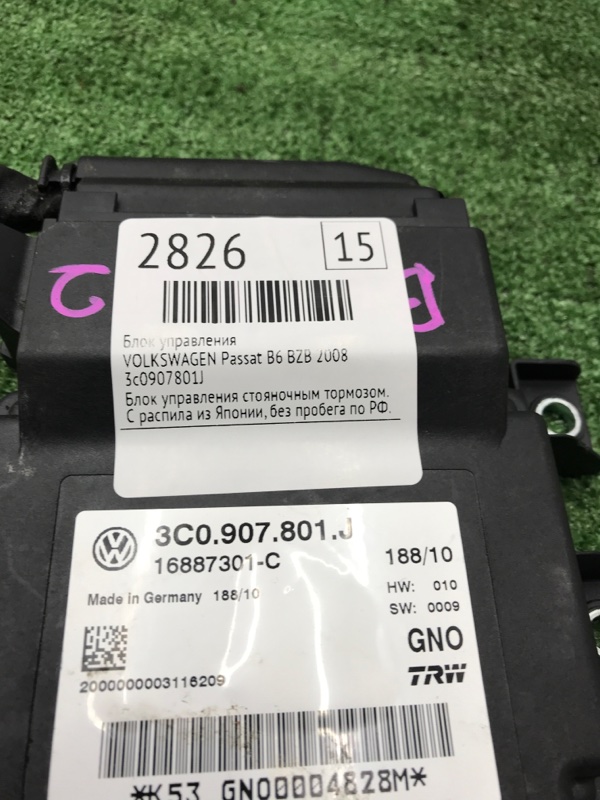 2826
15
Блок управления
VOLKSWAGEN Passat B6 BZB 2008
3c0907801J
Блок управления стояночным тормозом.
С распила из Японии, без пробега по РФ.
3C0.907.801.J
16887301-C
188/10
Made in Germany 188/10
HW: 010
SW: 0009
GNO
TRW
2000000003116209
*K53 GNO00004828M*